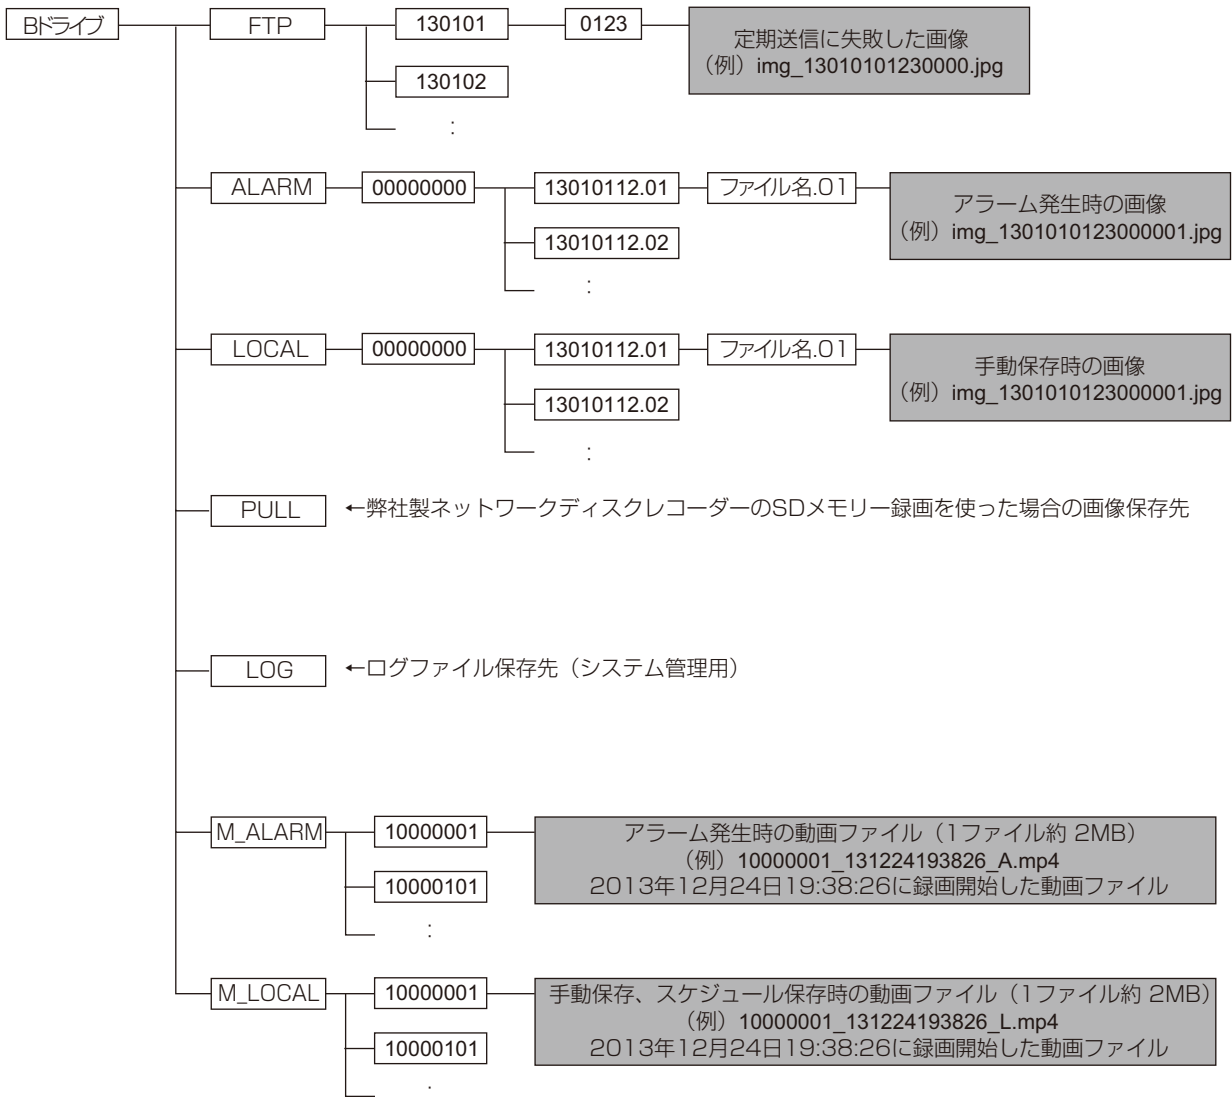 Bドライブ
FTP
130101
0123
定期送信に失敗した画像
（例）img_13010101230000.jpg
130102
:
ALARM
00000000
13010112.01
ファイル名.01
アラーム発生時の画像
（例）img_1301010123000001.jpg
13010112.02
:
LOCAL
00000000
13010112.01
ファイル名.01
手動保存時の画像
（例）img_1301010123000001.jpg
13010112.02
:
PULL
←弊社製ネットワークディスクレコーダーのSDメモリー録画を使った場合の画像保存先
LOG
←ログファイル保存先（システム管理用）
M_ALARM
10000001
アラーム発生時の動画ファイル（1ファイル約 2MB）
（例）10000001_131224193826_A.mp4
2013年12月24日19:38:26に録画開始した動画ファイル
10000101
:
M_LOCAL
10000001
手動保存、スケジュール保存時の動画ファイル（1ファイル約 2MB）
（例）10000001_131224193826_L.mp4
2013年12月24日19:38:26に録画開始した動画ファイル
10000101
: